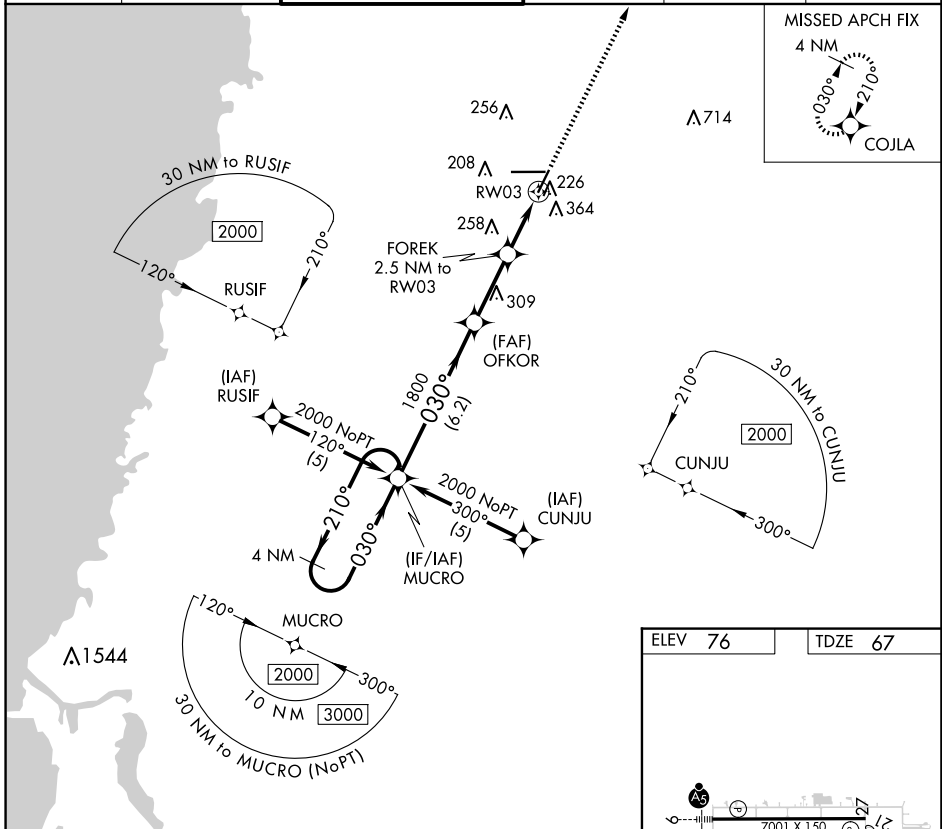 MISSED APCH FIX
4 NM
030°
210°
COJLA
256
714
208
RW03
226
364
258
FOREK
2.5 NM to
RW03
309
(FAF)
OFKOR
30 NM to RUSIF
2000
210°
120°
RUSIF
(IAF)
RUSIF
2000 NoPT
120°
(5)
1800
030°
(6.2)
30 NM to CUNJU
210°
2000
CUNJU
300°
2000 NoPT
300°
(5)
(IAF)
CUNJU
210°
030°
4 NM
(IF/IAF)
MUCRO
120°
MUCRO
2000
300°
10 NM
3000
30 NM to MUCRO (NoPT)
1544
ELEV 76
TDZE 67
A5
P
9
7001 X 150
27
21